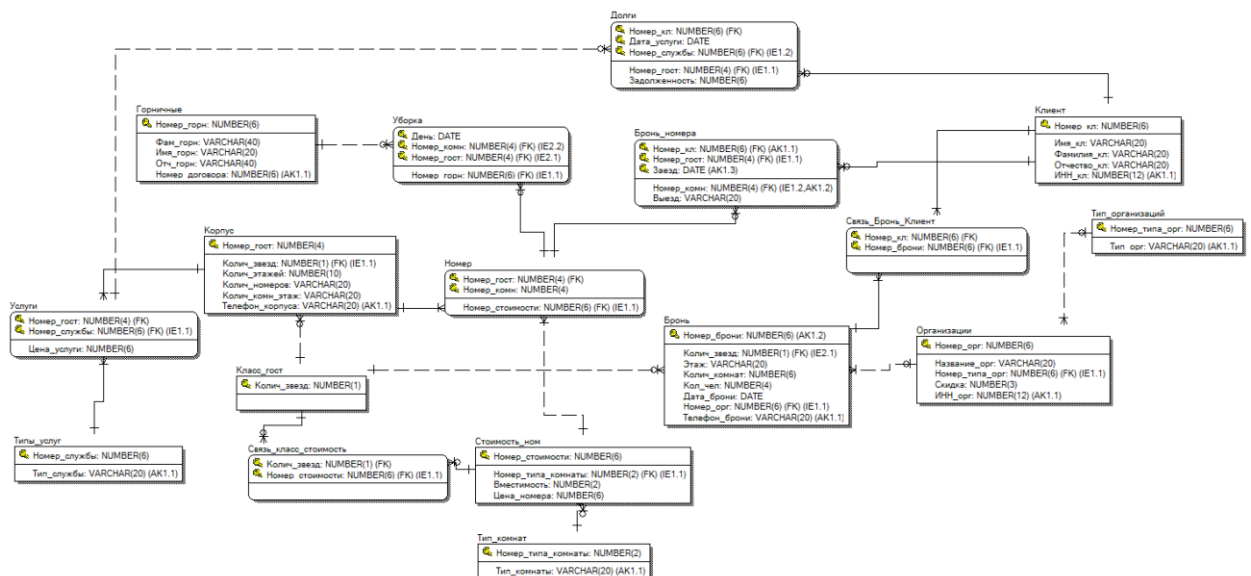 Долги
Номер_кл: NUMBER(6) (FK)
Дата_услуги: DATE
Номер_службы: NUMBER(6) (FK) (IE1.2)
Номер_гост: NUMBER(4) (FK) (IE1.1)
Задолженность: NUMBER(6)
Горничные
Номер_горн: NUMBER(6)
Фам_горн: VARCHAR(40)
Имя_горн: VARCHAR(20)
Отч_горн: VARCHAR(40)
Номер_договора: NUMBER(6) (AK1.1)
Уборка
День: DATE
Номер_комн: NUMBER(4) (FK) (IE2.2)
Номер_гост: NUMBER(4) (FK) (IE2.1)
Номер_горн: NUMBER(6) (FK) (IE1.1)
Бронь_номера
Номер_кл: NUMBER(6) (FK) (AK1.1)
Номер_гост: NUMBER(4) (FK) (IE1.1)
Заезд: DATE (AK1.3)
Номер_комн: NUMBER(4) (FK) (IE1.2,AK1.2)
Выезд: VARCHAR(20)
Клиент
Номер_кл: NUMBER(6)
Имя_кл: VARCHAR(20)
Фамилия_кл: VARCHAR(20)
Отчество_кл: VARCHAR(20)
ИНН_кл: NUMBER(12) (AK1.1)
Связь_Бронь_Клиент
Номер_кл: NUMBER(6) (FK)
Номер_брони: NUMBER(6) (FK) (IE1.1)
Тип_организаций
Номер_типа_орг: NUMBER(6)
Тип_орг: VARCHAR(20) (AK1.1)
Корпус
Номер_гост: NUMBER(4)
Колич_звезд: NUMBER(1) (FK) (IE1.1)
Колич_этажей: NUMBER(10)
Колич_номеров: VARCHAR(20)
Колич_комн_этаж: VARCHAR(20)
Телефон_корпуса: VARCHAR(20) (AK1.1)
Номер
Номер_гост: NUMBER(4) (FK)
Номер_комн: NUMBER(4)
Номер_стоимости: NUMBER(6) (FK) (IE1.1)
Услуги
Номер_гост: NUMBER(4) (FK)
Номер_службы: NUMBER(6) (FK) (IE1.1)
Цена_услуги: NUMBER(6)
Бронь
Номер_брони: NUMBER(6) (AK1.2)
Колич_звезд: NUMBER(1) (FK) (IE2.1)
Этаж: VARCHAR(20)
Колич_комнат: NUMBER(6)
Кол_чел: NUMBER(4)
Дата_брони: DATE
Номер_орг: NUMBER(6) (FK) (IE1.1)
Телефон_брони: VARCHAR(20) (AK1.1)
Организации
Номер_орг: NUMBER(6)
Название_орг: VARCHAR(20)
Номер_типа_орг: NUMBER(6) (FK) (IE1.1)
Скидка: NUMBER(3)
ИНН_орг: NUMBER(12) (AK1.1)
Класс_гост
Колич_звезд: NUMBER(1)
Типы_услуг
Номер_службы: NUMBER(6)
Тип_службы: VARCHAR(20) (AK1.1)
Связь_класс_стоимость
Колич_звезд: NUMBER(1) (FK)
Номер_стоимости: NUMBER(6) (FK) (IE1.1)
Стоимость_ном
Номер_стоимости: NUMBER(6)
Номер_типа_комнаты: NUMBER(2) (FK) (IE1.1)
Вместимость: NUMBER(2)
Цена_номера: NUMBER(6)
Тип_комнат
Номер_типа_комнаты: NUMBER(2)
Тип_комнаты: VARCHAR(20) (AK1.1)